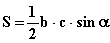 S = 1/2 b · c · sin α